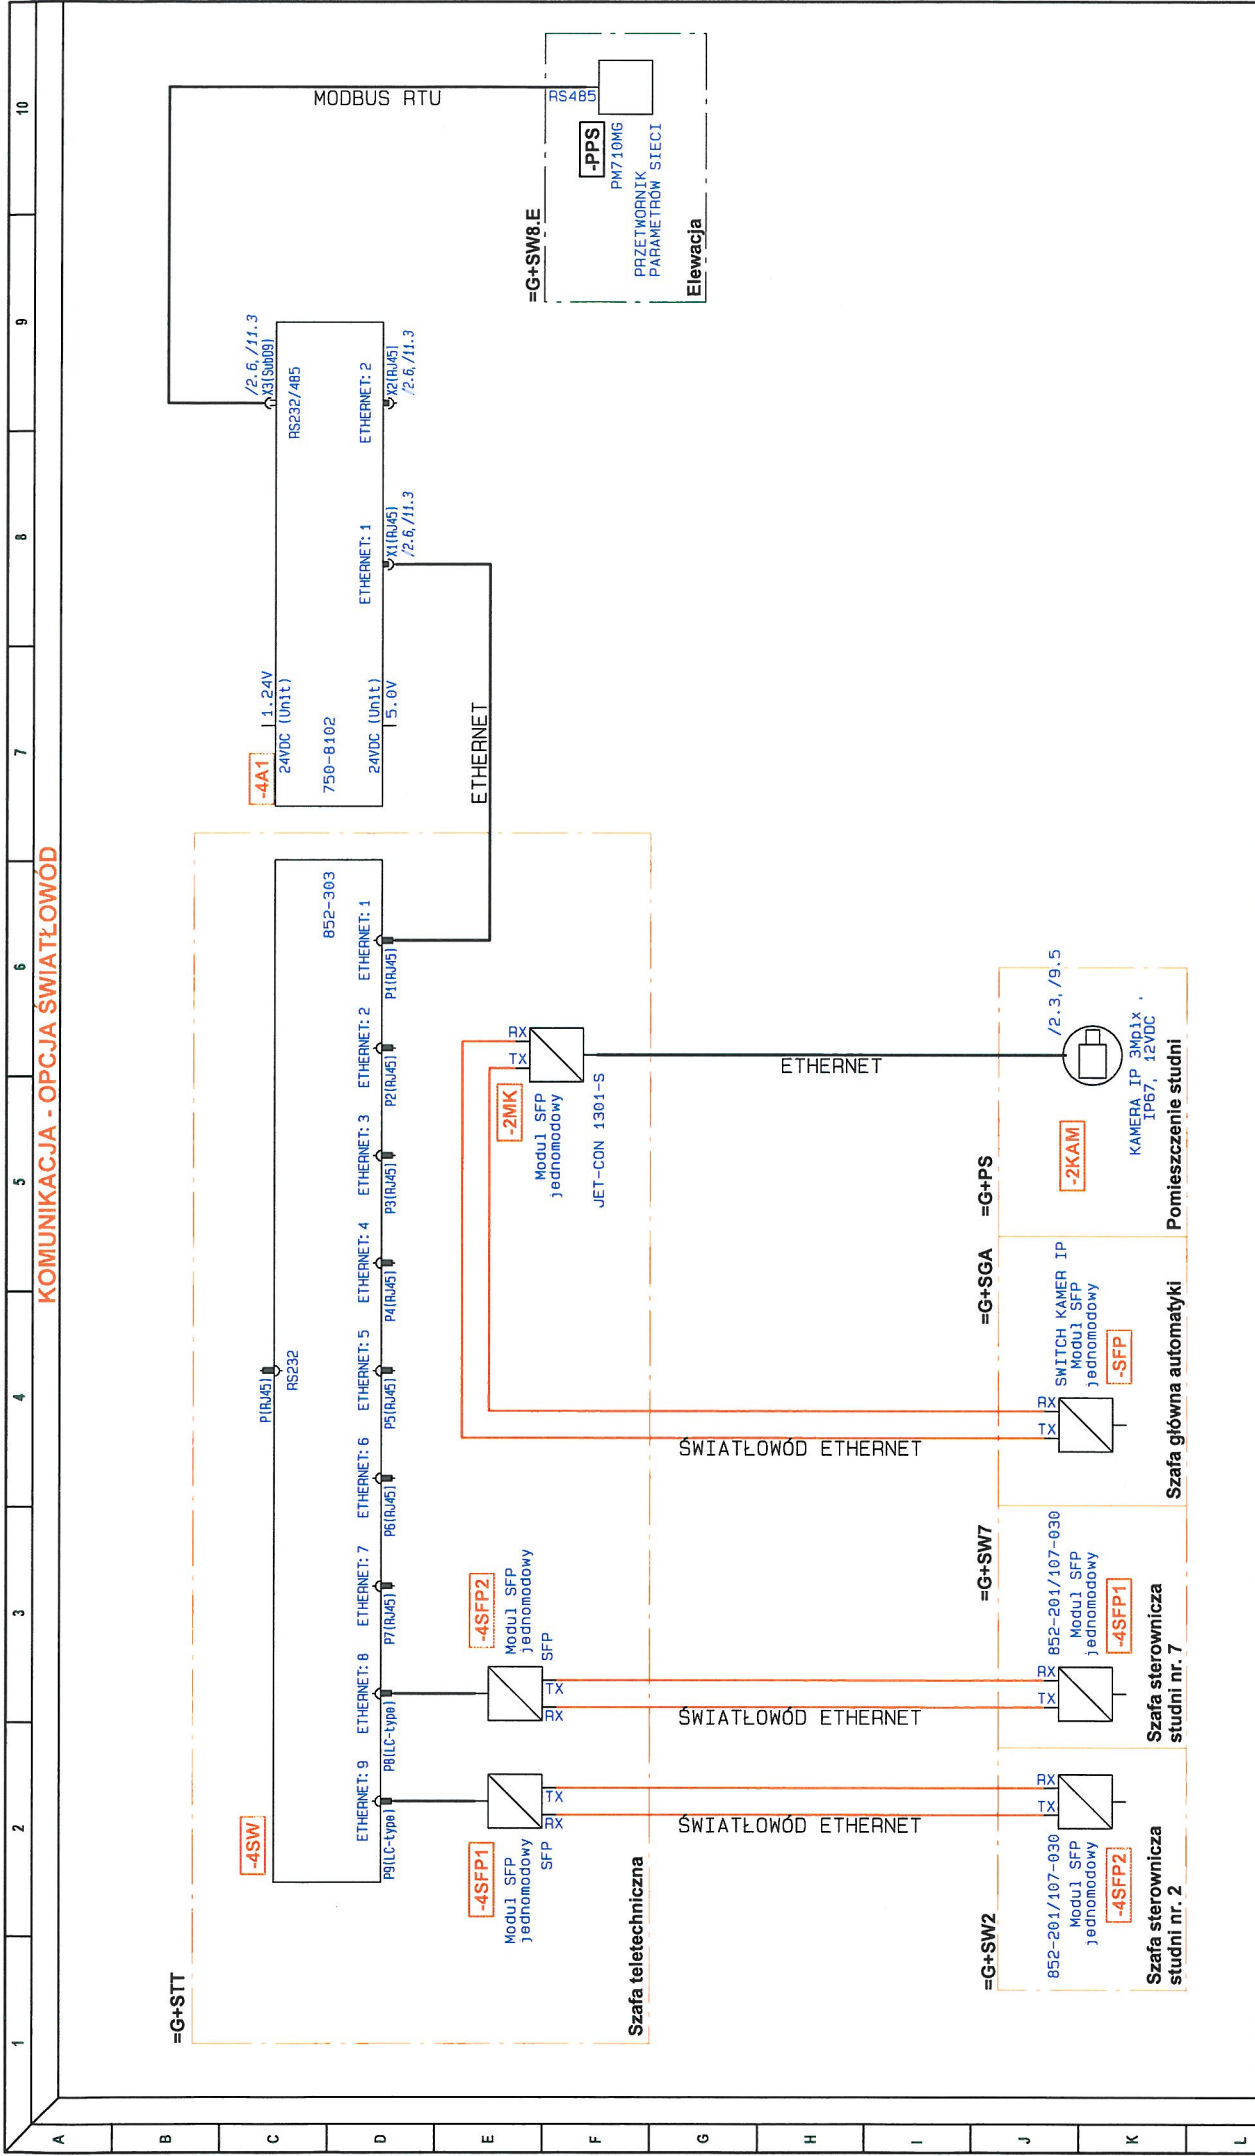 KOMUNIKACJA - OPCJA ŚWIATŁOWÓD
1
2
3
4
5
6
7
8
9
10
A
B
C
D
E
F
G
H
I
J
K
L
=G+STT
Szafa teletechniczna
-4SW
P(RJ45)
RS232
852-303
ETHERNET: 9
ETHERNET: 8
ETHERNET: 7
ETHERNET: 6
ETHERNET: 5
ETHERNET: 4
ETHERNET: 3
ETHERNET: 2
ETHERNET: 1
P9(LC-type)
P8(LC-type)
P7(RJ45)
P6(RJ45)
P5(RJ45)
P4(RJ45)
P3(RJ45)
P2(RJ45)
P1(RJ45)
-4SFP1
Moduł SFP
jednomodowy
SFP
RX
TX
-4SFP2
Moduł SFP
jednomodowy
SFP
RX
TX
-2MK
Moduł SFP
jednomodowy
JET-CON 1301-S
TX
RX
ETHERNET
-4A1
1.24V
24VDC (Unit)
750-8102
24VDC (Unit)
5.0V
ETHERNET: 1
X1(RJ45)
/2.6,/11.3
/2.6,/11.3
X3(Sub09)
RS232/485
ETHERNET: 2
X2(RJ45)
/2.6,/11.3
MODBUS RTU
=G+SW8.E
RS485
-PPS
PM710MG
PRZETWORNIK
PARAMETRÓW SIECI
Elewacja
ŚWIATŁOWÓD ETHERNET
ŚWIATŁOWÓD ETHERNET
ŚWIATŁOWÓD ETHERNET
ETHERNET
=G+SW2
852-201/107-030
Moduł SFP
jednomodowy
-4SFP2
TX
RX
Szafa sterownicza
studni nr. 2
=G+SW7
852-201/107-030
Moduł SFP
jednomodowy
-4SFP1
TX
RX
Szafa sterownicza
studni nr. 7
=G+SGA
SWITCH KAMER IP
Moduł SFP
jednomodowy
-SFP
TX
RX
Szafa główna automatyki
=G+PS
/2.3,/9.5
-2KAM
KAMERA IP 3Mpix ,
IP67, 12VDC
Pomieszczenie studni